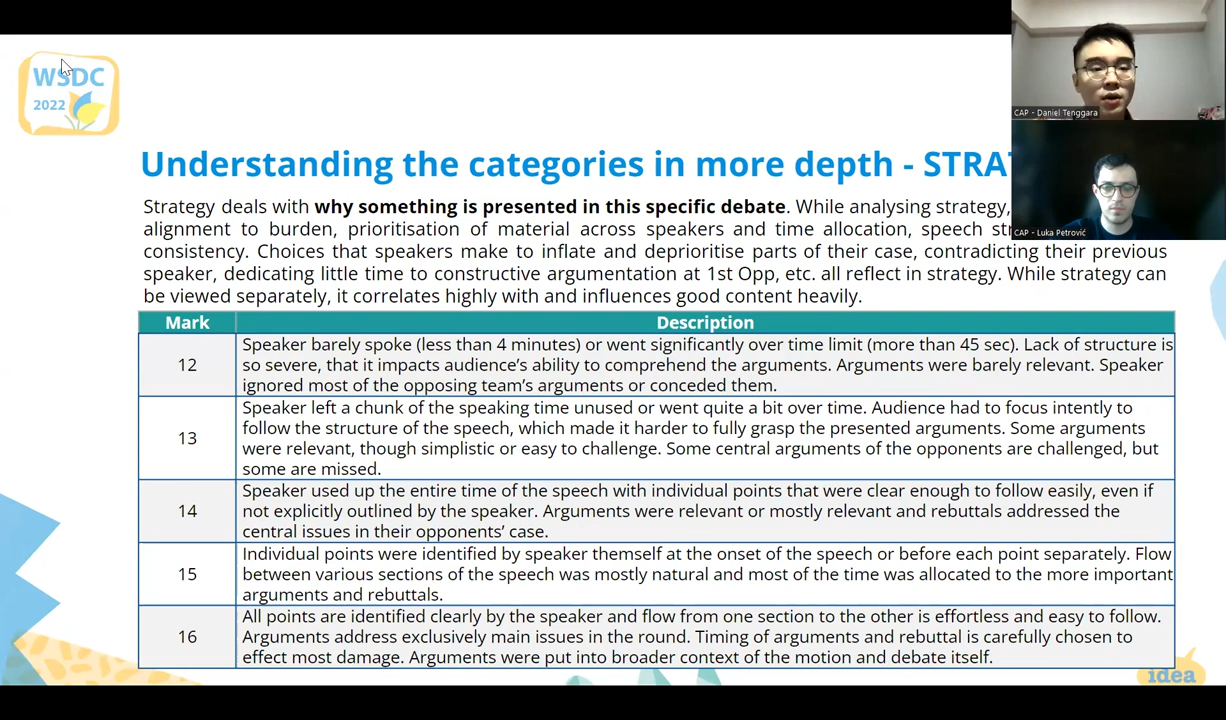 WSDC
2022
CAP - Daniel Tenggara
CAP - Luka Petrović
Understanding the categories in more depth - STRA
Strategy deals with why something is presented in this specific debate. While analysing strategy,
alignment to burden, prioritisation of material across speakers and time allocation, speech
consistency. Choices that speakers make to inflate and deprioritise parts of their case, contradicting their previous
speaker, dedicating little time to constructive argumentation at 1st Opp, etc. all reflect in strategy. While strategy can
be viewed separately, it correlates highly with and influences good content heavily.
Mark Description
12 Speaker barely spoke (less than 4 minutes) or went significantly over time limit (more than 45 sec). Lack of structure is
so severe, that it impacts audience’s ability to comprehend the arguments. Arguments were barely relevant. Speaker
ignored most of the opposing team’s arguments or conceded them.
13 Speaker left a chunk of the speaking time unused or went quite a bit over time. Audience had to focus intently to
follow the structure of the speech, which made it harder to fully grasp the presented arguments. Some arguments
were relevant, though simplistic or easy to challenge. Some central arguments of the opponents are challenged, but
some are missed.
14 Speaker used up the entire time of the speech with individual points that were clear enough to follow easily, even if
not explicitly outlined by the speaker. Arguments were relevant or mostly relevant and rebuttals addressed the
central issues in their opponents’ case.
15 Individual points were identified by speaker themself at the onset of the speech or before each point separately. Flow
between various sections of the speech was mostly natural and most of the time was allocated to the more important
arguments and rebuttals.
16 All points are identified clearly by the speaker and flow from one section to the other is effortless and easy to follow.
Arguments address exclusively main issues in the round. Timing of arguments and rebuttal is carefully chosen to
effect most damage. Arguments were put into broader context of the motion and debate itself.
idea